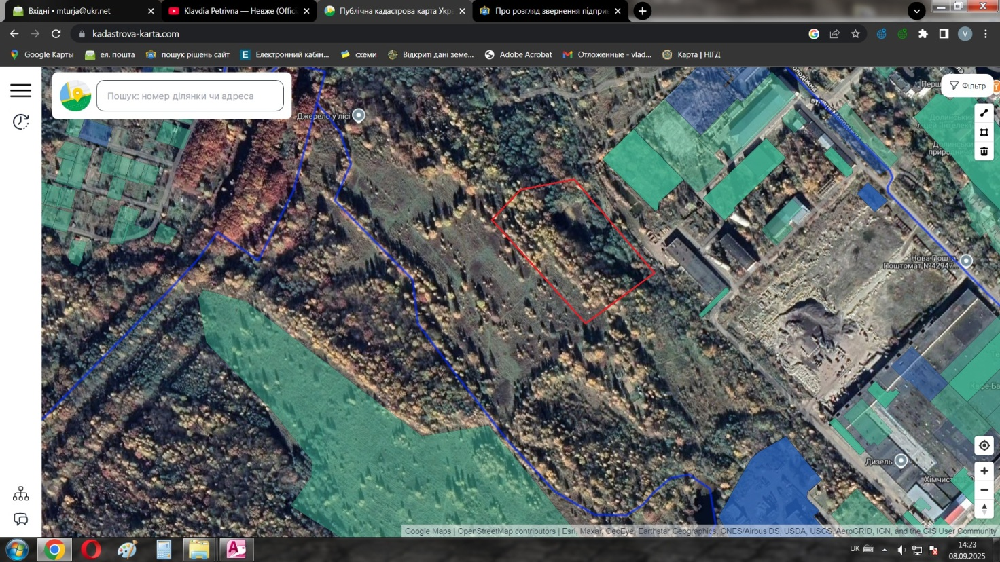 Вхідні • mturja@ukr.net
Klavdia Petrivna — Невже (Offici
Публічна кадастрова карта Укра
Про розгляд звернення підприє
kadastrova-karta.com
V
Google Карты
ел. пошта
пошук рішень сайт
Електронний кабін...
схеми
Відкриті дані земе...
Adobe Acrobat
Отложенные - vlad...
Карта | НІГД
Пошук: номер ділянки чи адреса
Фільтр
Джерело у лісі
Нова Пошта,
Поштомат №42947...
Дизель
Кафе-Ба
Хімчист
Google Maps | OpenStreetMap contributors | Esri, Maxar, GeoEye, Earthstar Geographics, CNES/Airbus DS, USDA, USGS, AeroGRID, IGN, and the GIS User Community
UK
14:23
08.09.2025